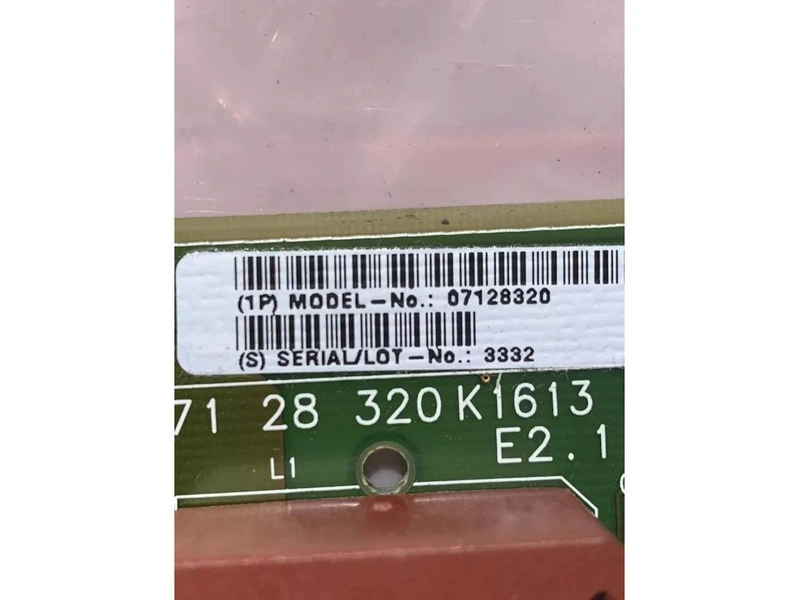 (1P) MODEL-No.: 07128320
(S) SERIAL/LOT-No.: 3332
71 28 320 K1613
E2.1
L1